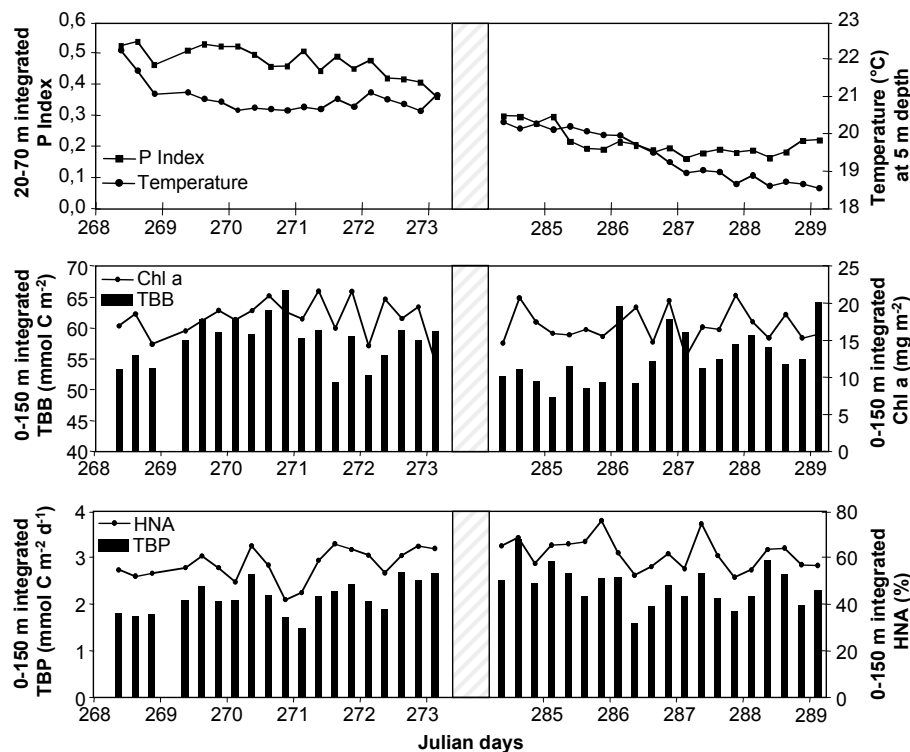 20-70 m integrated
P Index
0,6
0,5
0,4
0,3
0,2
0,1
0,0
P Index
Temperature
23
22
21
20
19
18
Temperature (°C)
at 5 m depth
268 269 270 271 272 273 285 286 287 288 289
0-150 m integrated
TBB (mmol C m-2)
70
65
60
55
50
45
40
Chl a
TBB
25
20
15
10
5
0
0-150 m integrated
Chl a (mg m-2)
268 269 270 271 272 273 285 286 287 288 289
0-150 m integrated
TBP (mmol C m-2 d-1)
4
3
2
1
0
HNA
TBP
80
60
40
20
0
0-150 m integrated
HNA (%)
268 269 270 271 272 273 285 286 287 288 289
Julian days